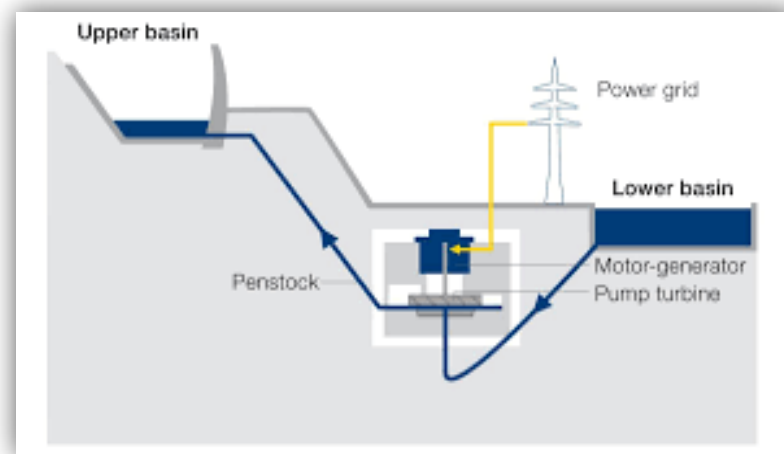 Upper basin
Power grid
Lower basin
Motor-generator
Penstock
Pump turbine